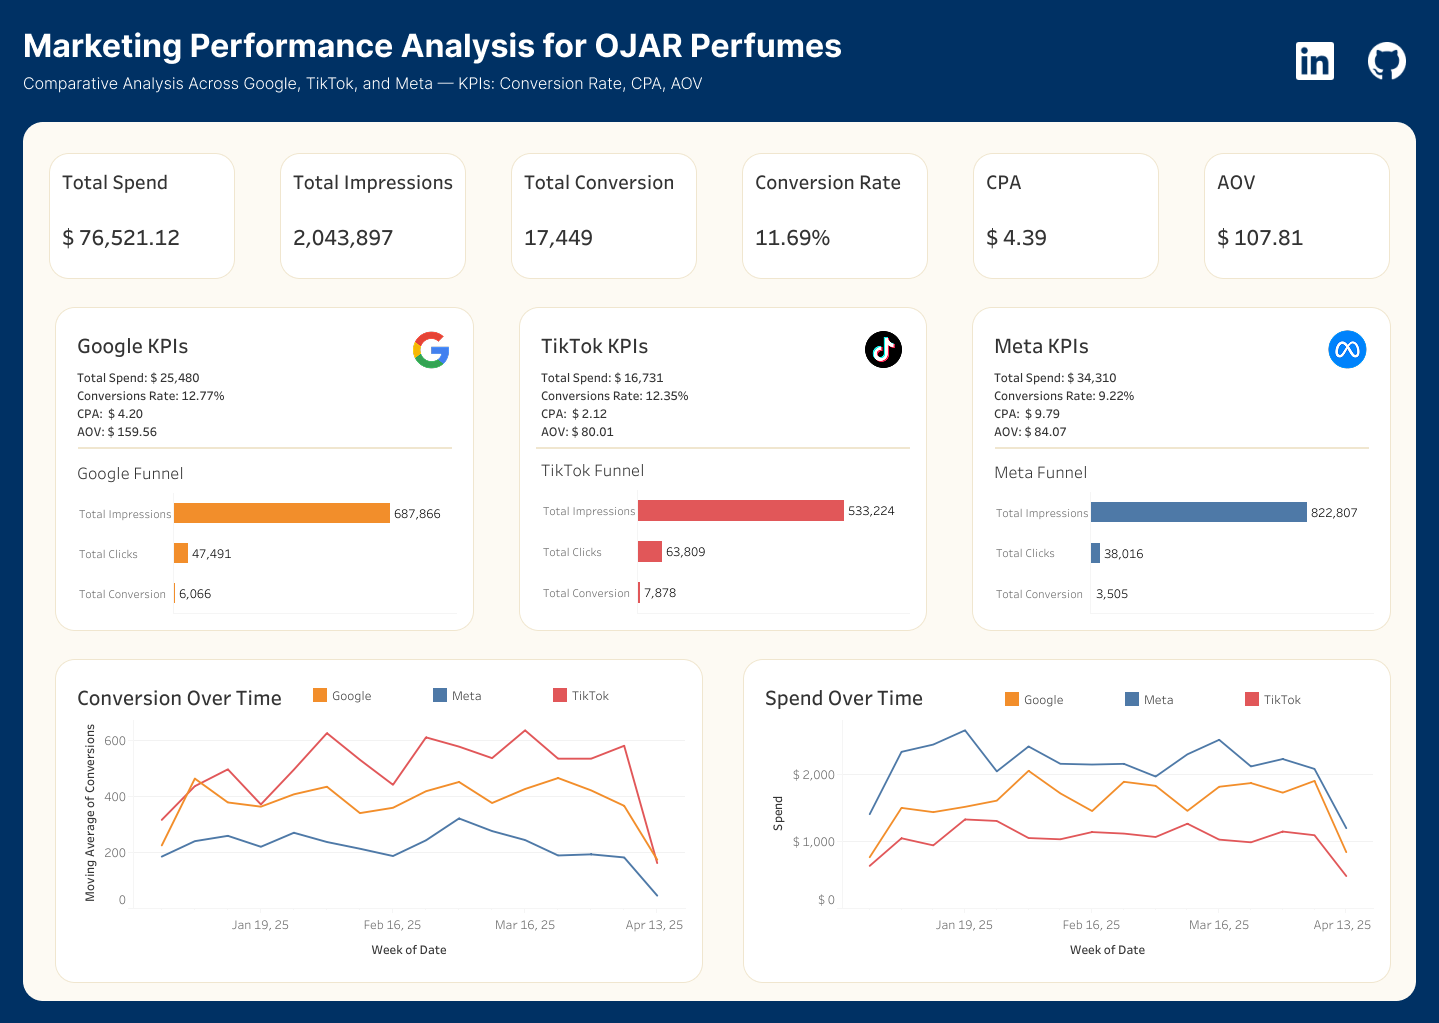 Marketing Performance Analysis for OJAR Perfumes
Comparative Analysis Across Google, TikTok, and Meta — KPIs: Conversion Rate, CPA, AOV
in
Total Spend
$ 76,521.12
Total Impressions
2,043,897
Total Conversion
17,449
Conversion Rate
11.69%
CPA
$ 4.39
AOV
$ 107.81
Google KPIs
Total Spend: $ 25,480
Conversions Rate: 12.77%
CPA:  $ 4.20
AOV: $ 159.56
Google Funnel
Total Impressions 687,866
Total Clicks 47,491
Total Conversion 6,066
TikTok KPIs
Total Spend: $ 16,731
Conversions Rate: 12.35%
CPA:  $ 2.12
AOV: $ 80.01
TikTok Funnel
Total Impressions 533,224
Total Clicks 63,809
Total Conversion 7,878
Meta KPIs
Total Spend: $ 34,310
Conversions Rate: 9.22%
CPA:  $ 9.79
AOV: $ 84.07
Meta Funnel
Total Impressions 822,807
Total Clicks 38,016
Total Conversion 3,505
Conversion Over Time
Google Meta TikTok
Moving Average of Conversions
600
400
200
0
Jan 19, 25 Feb 16, 25 Mar 16, 25 Apr 13, 25
Week of Date
Spend Over Time
Google Meta TikTok
Spend
$ 2,000
$ 1,000
$ 0
Jan 19, 25 Feb 16, 25 Mar 16, 25 Apr 13, 25
Week of Date